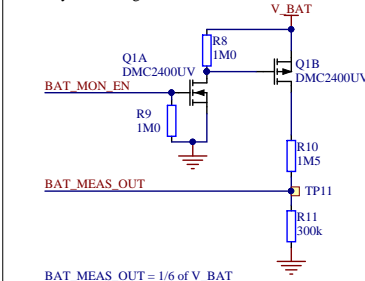 V_BAT
R8
1M0
Q1A
DMC2400UV
Q1B
DMC2400UV
BAT_MON_EN
R9
1M0
R10
1M5
BAT_MEAS_OUT
TP11
R11
300k
BAT_MEAS_OUT = 1/6 of V_BAT